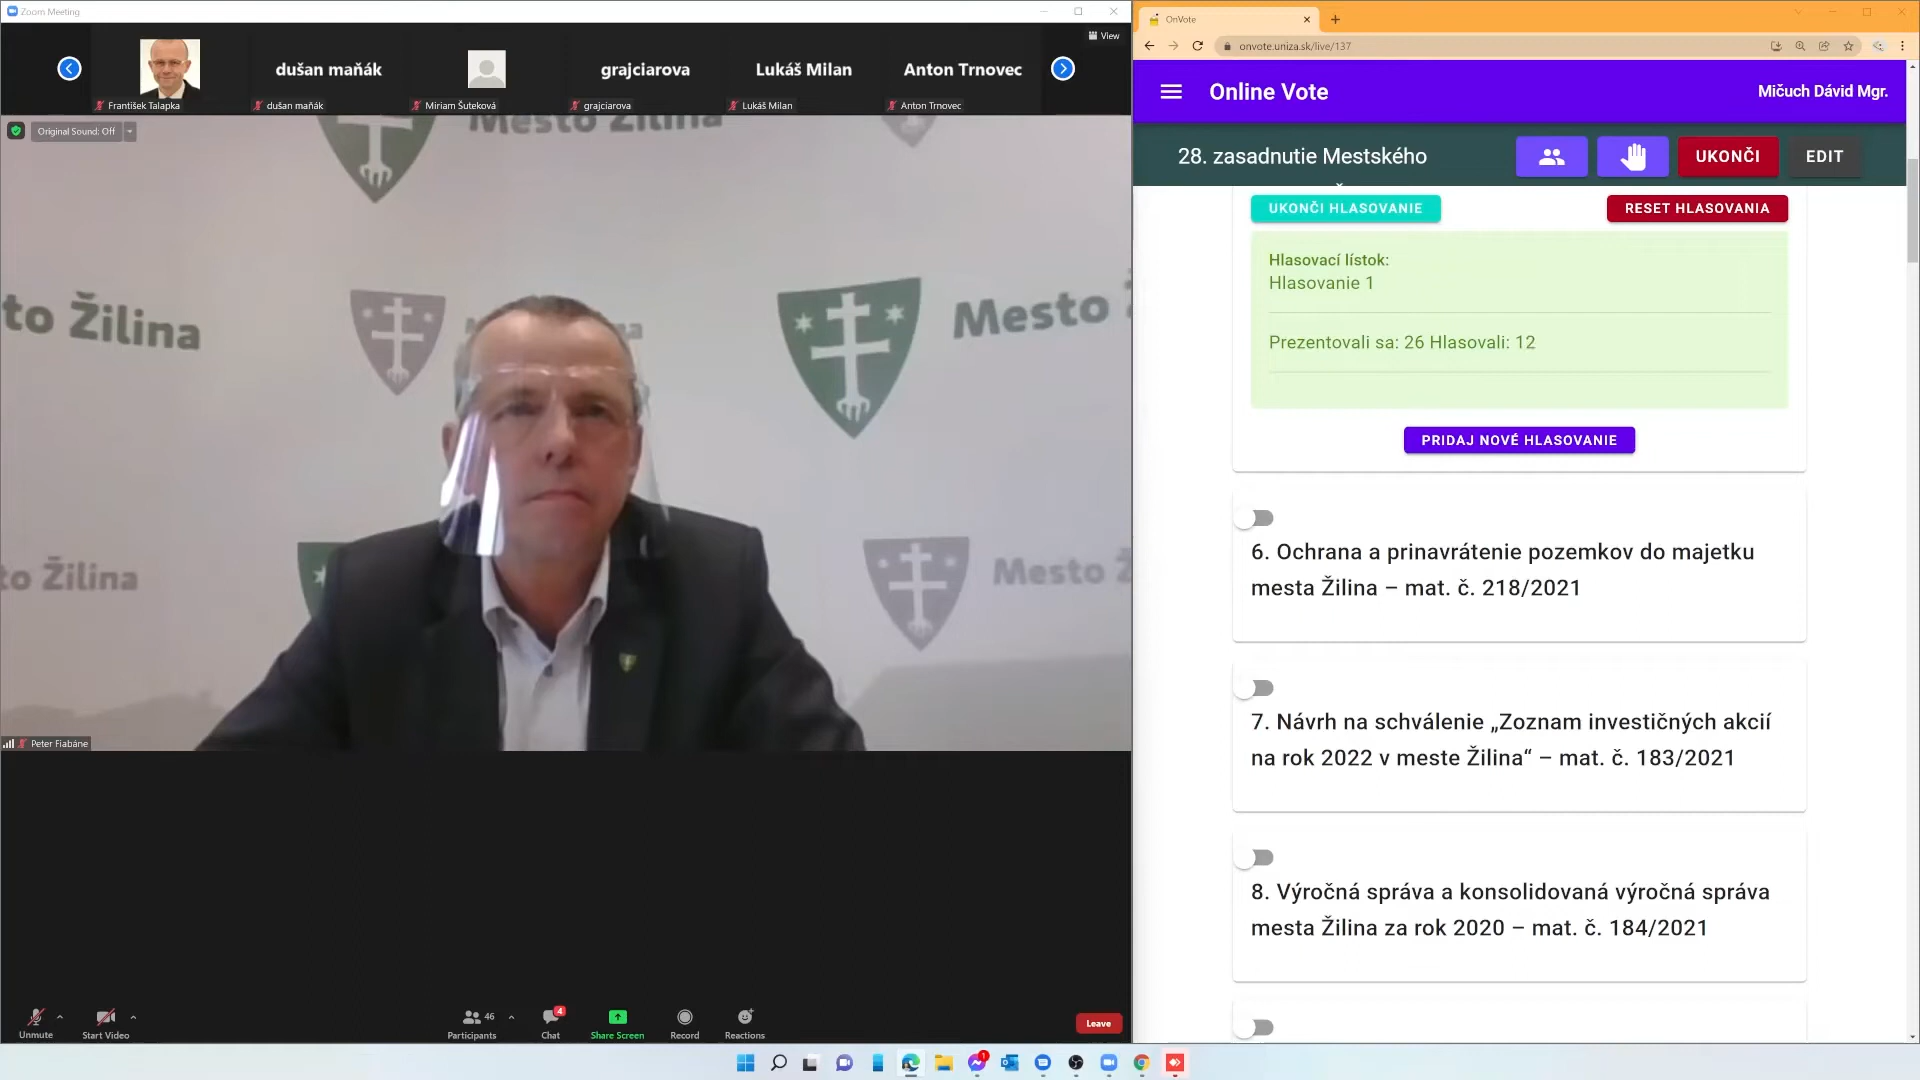 Zoom Meeting
View
dušan maňák
grajciarova
Lukáš Milan
Anton Trnovec
František Talapka
dušan maňák
Miriam Šuteková
grajciarova
Lukáš Milan
Anton Trnovec
Original Sound: Off
Mesto Žilina
to Žilina
Mesto Ž
to Žilina
Mesto Ž
Peter Fiabáne
Unmute
Start Video
46
Participants
4
Chat
Share Screen
Record
Reactions
Leave
OnVote
onvote.uniza.sk/live/137
Online Vote
Mičuch Dávid Mgr.
28. zasadnutie Mestského
UKONČI
EDIT
UKONČI HLASOVANIE
RESET HLASOVANIA
Hlasovací lístok:
Hlasovanie 1
Prezentovali sa: 26 Hlasovali: 12
PRIDAJ NOVÉ HLASOVANIE
6. Ochrana a prinavrátenie pozemkov do majetku
mesta Žilina – mat. č. 218/2021
7. Návrh na schválenie „Zoznam investičných akcií
na rok 2022 v meste Žilina“ – mat. č. 183/2021
8. Výročná správa a konsolidovaná výročná správa
mesta Žilina za rok 2020 – mat. č. 184/2021
1